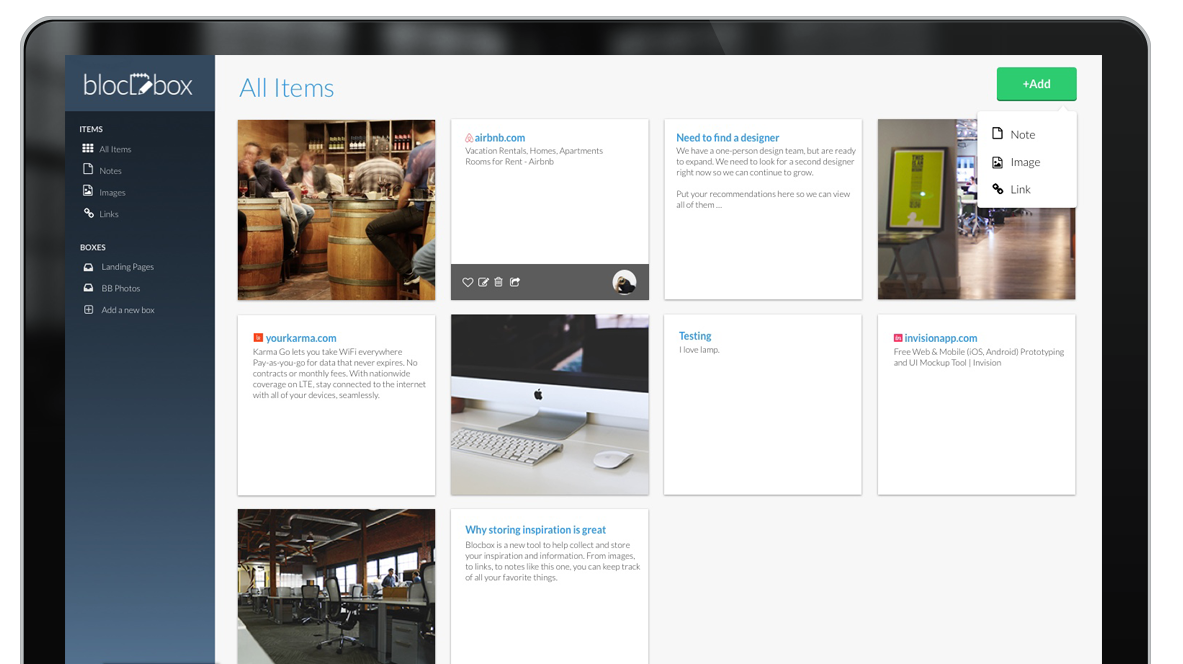 blocbox
All Items
+Add
ITEMS
All Items
Notes
Images
Links
BOXES
Landing Pages
BB Photos
Add a new box
airbnb.com
Vacation Rentals, Homes, Apartments
Rooms for Rent - Airbnb
Need to find a designer
We have a one-person design team, but are ready
to expand. We need to look for a second designer
right now so we can continue to grow.
Put your recommendations here so we can view
all of them ...
Note
Image
Link
yourkarma.com
Karma Go lets you take WiFi everywhere
Pay-as-you-go for data that never expires. No
contracts or monthly fees. With nationwide
coverage on LTE, stay connected to the internet
with all of your devices, seamlessly.
Testing
I love lamp.
in invisionapp.com
Free Web & Mobile (iOS, Android) Prototyping
and UI Mockup Tool | Invision
Why storing inspiration is great
Blocbox is a new tool to help collect and store
your inspiration and information. From images,
to links, to notes like this one, you can keep track
of all your favorite things.